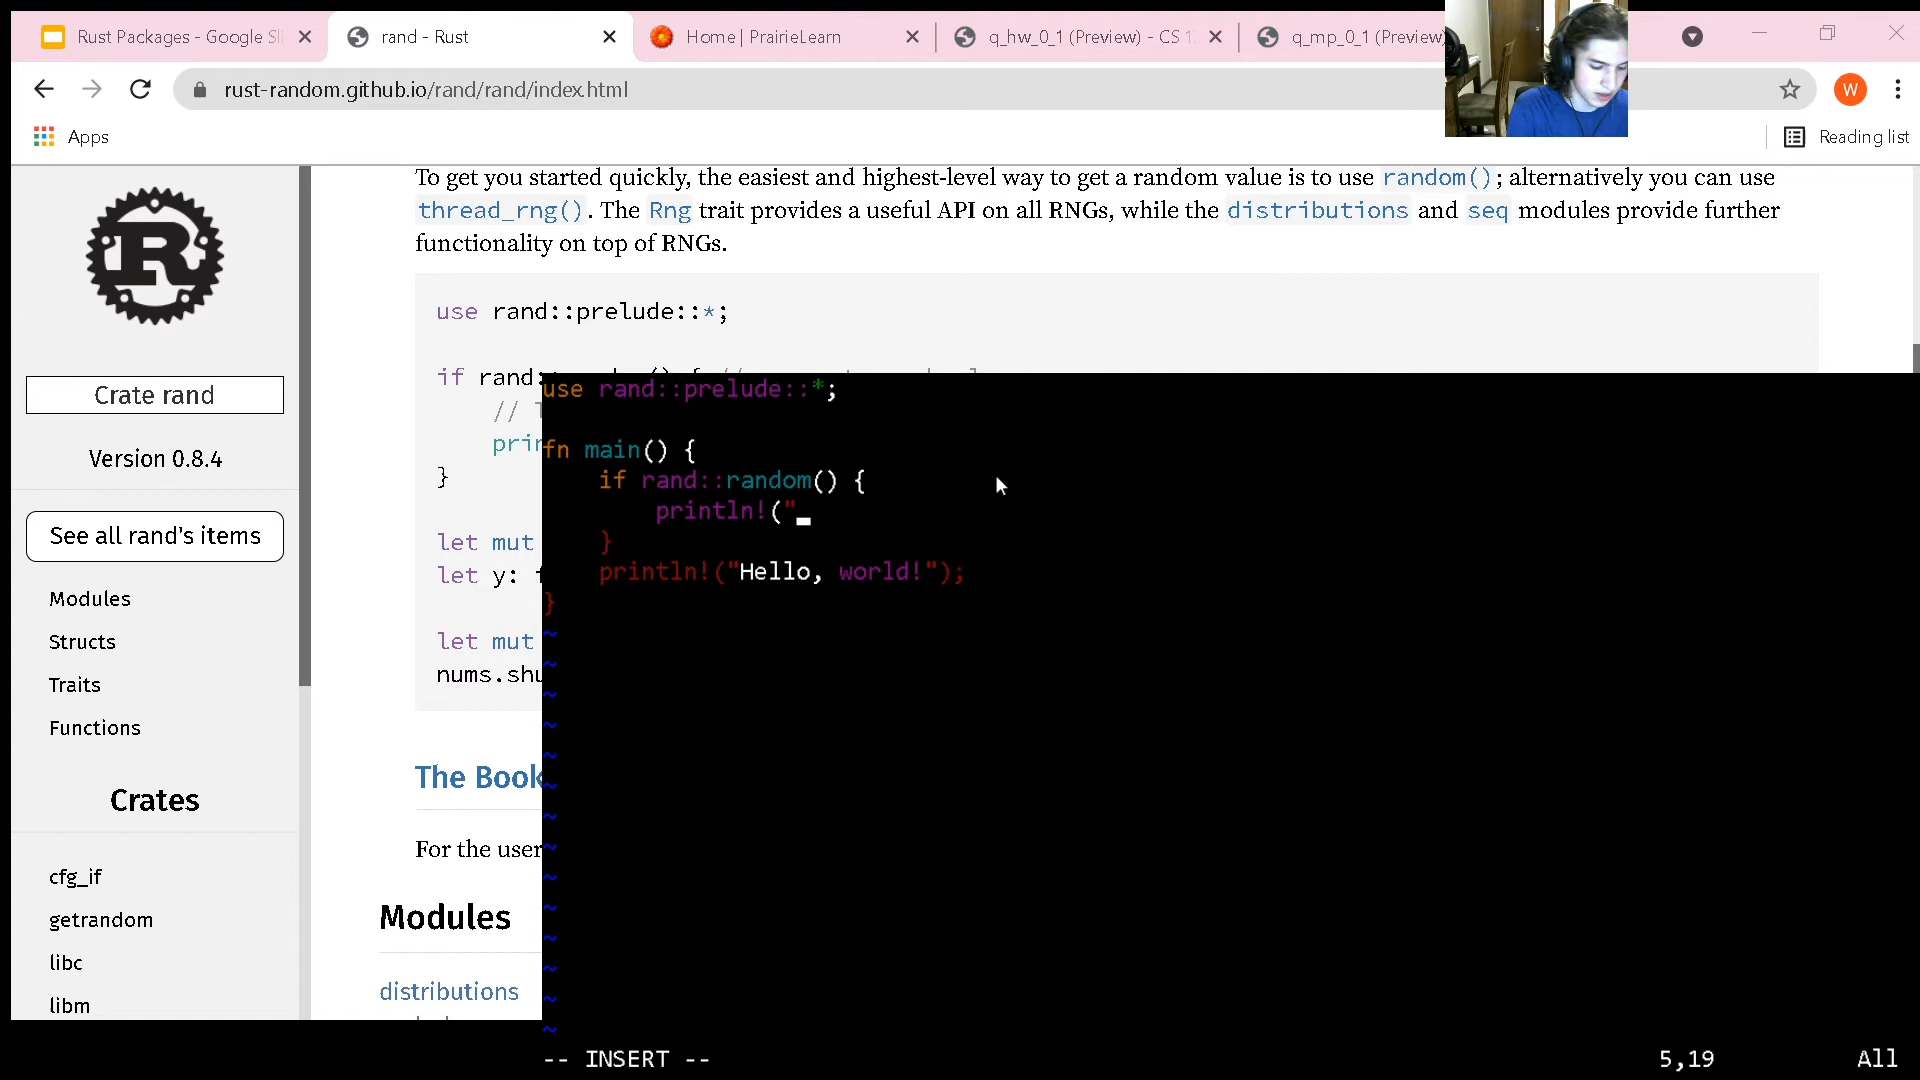 Rust Packages - Google Sli
rand - Rust
Home | PrairieLearn
q_hw_0_1 (Preview) - CS 1
q_mp_0_1 (Preview)
rust-random.github.io/rand/rand/index.html
W
Apps
Reading list
R
Crate rand
Version 0.8.4
See all rand's items
Modules
Structs
Traits
Functions
Crates
cfg_if
getrandom
libc
libm
To get you started quickly, the easiest and highest-level way to get a random value is to use random(); alternatively you can use
thread_rng(). The Rng trait provides a useful API on all RNGs, while the distributions and seq modules provide further
functionality on top of RNGs.
use rand::prelude::*;
if rand:
//
prin
}
let mut
let y:
let mut
nums.shu
The Book
For the user
Modules
distributions
use rand::prelude::*;
fn main() {
if rand::random() {
println!("
}
println!("Hello, world!");
}
~
~
~
~
~
~
~
~
~
~
~
~
~
~
-- INSERT --
5,19
All